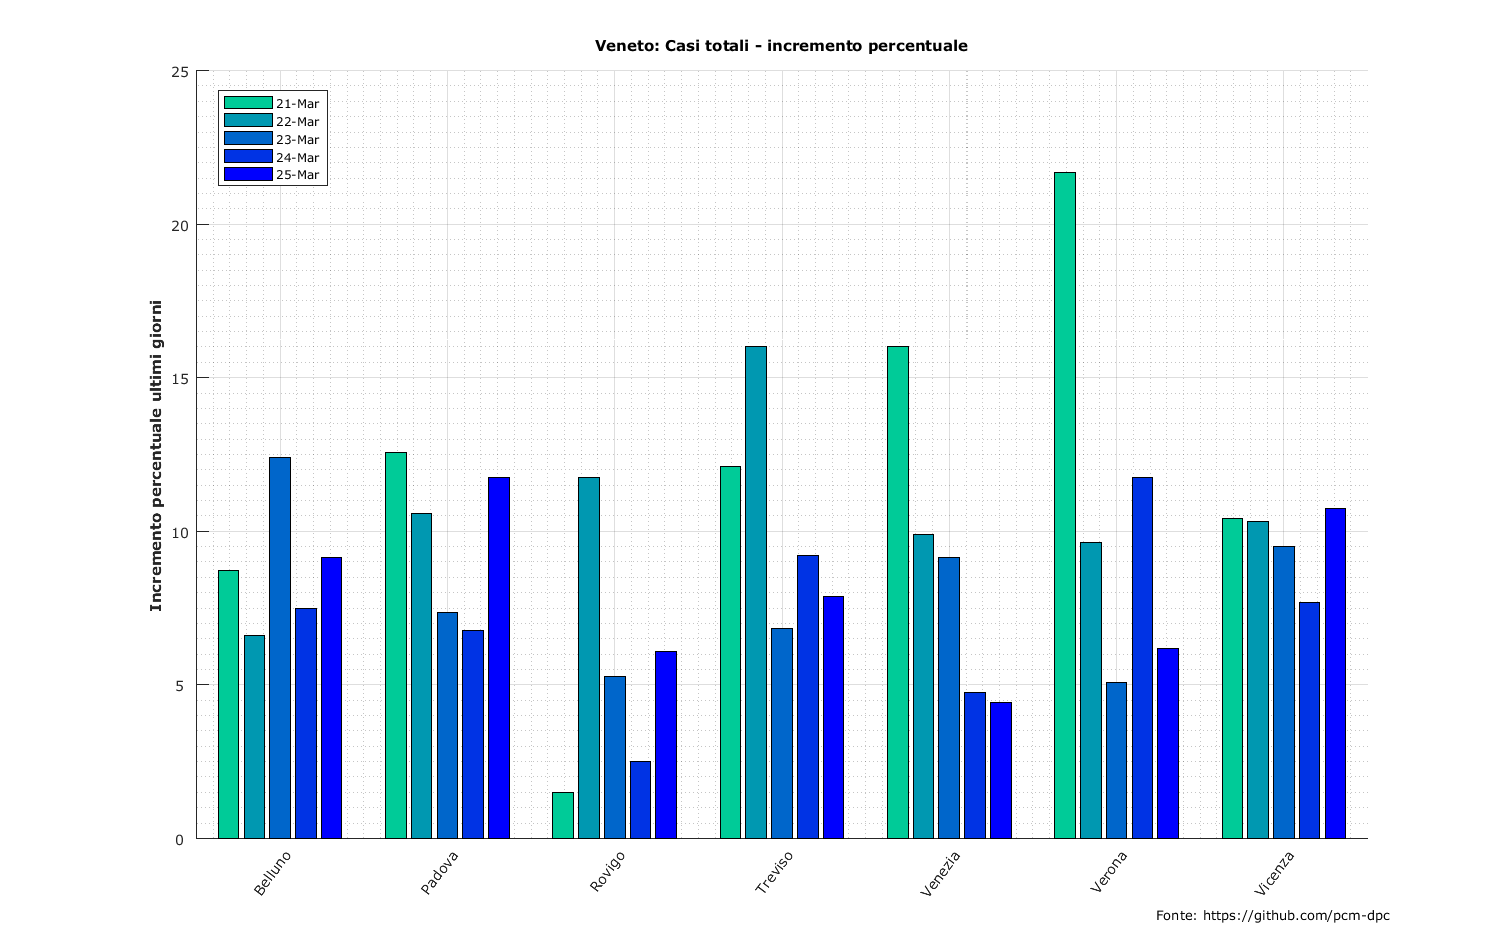 Veneto: Casi totali - incremento percentuale
25
20
15
10
5
0
Incremento percentuale ultimi giorni
21-Mar
22-Mar
23-Mar
24-Mar
25-Mar
Belluno
Padova
Rovigo
Treviso
Venezia
Verona
Vicenza
Fonte: https://github.com/pcm-dpc